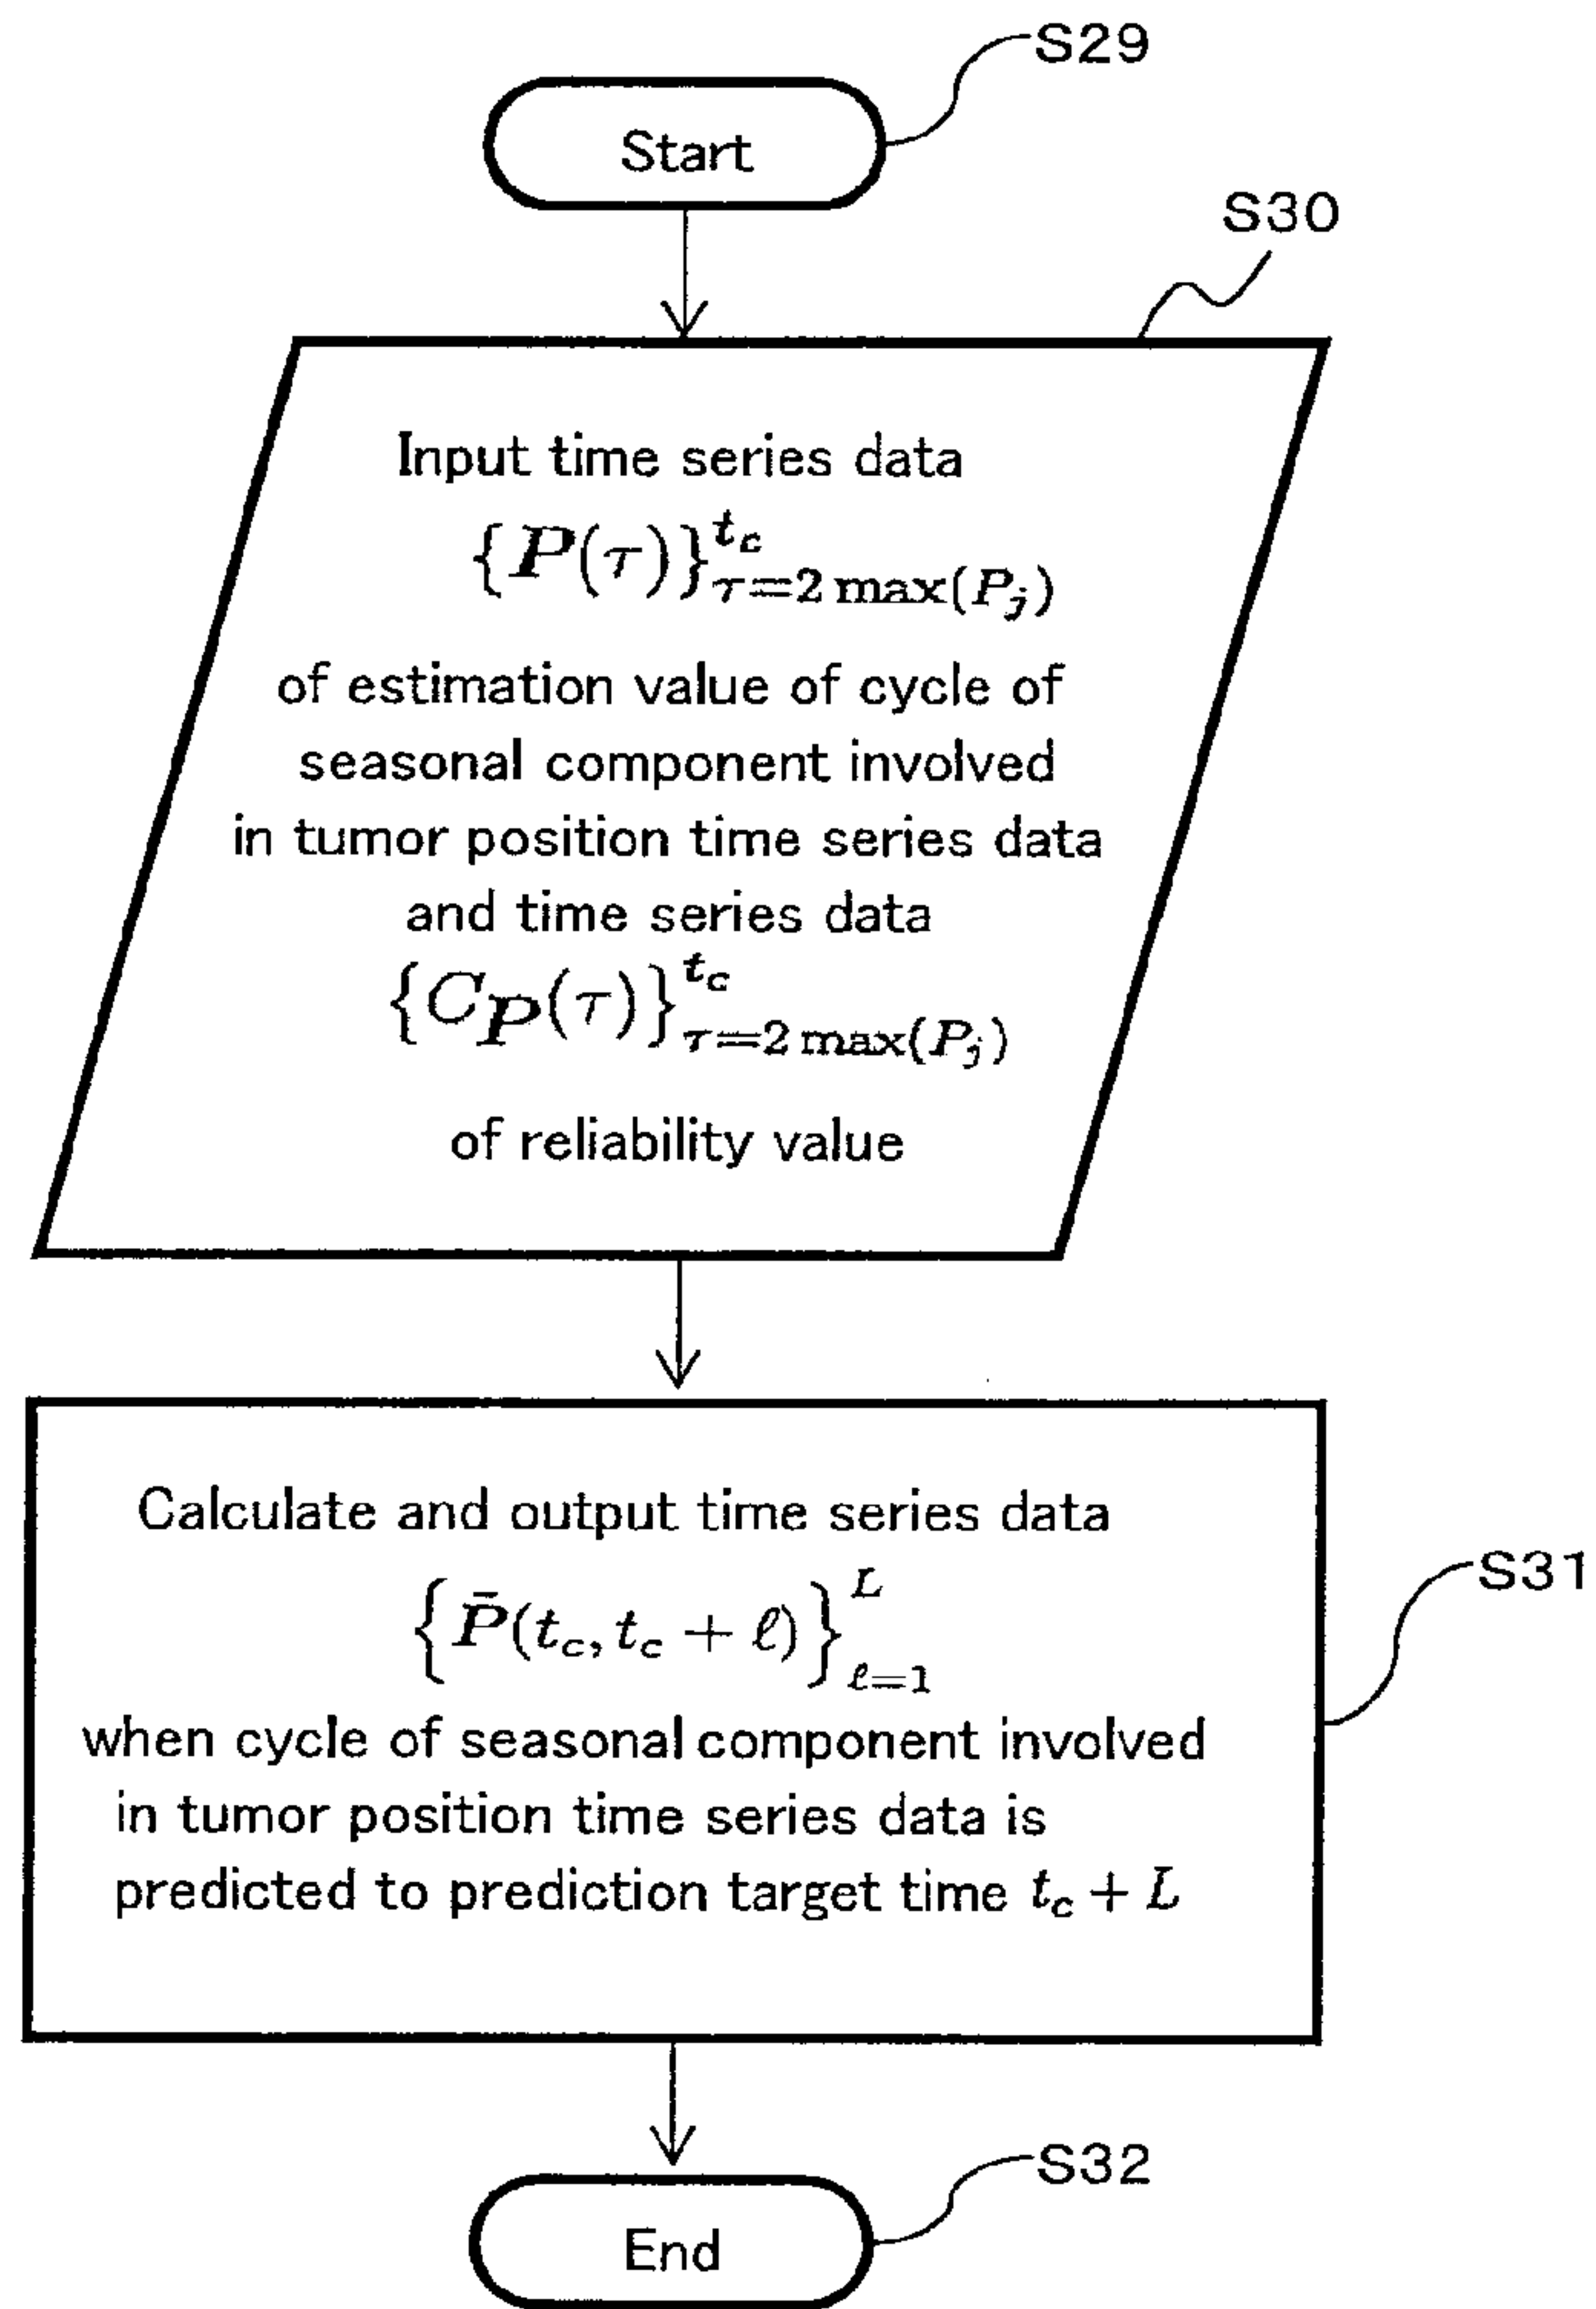 S29
Start
S30
Input time series data
{P(τ)}^{t_c}_{τ=2 max(P_j)}
of estimation value of cycle of
seasonal component involved
in tumor position time series data
and time series data
{C_P(τ)}^{t_c}_{τ=2 max(P_j)}
of reliability value
Calculate and output time series data
{P̄(t_c, t_c + ℓ)}^{L}_{ℓ=1}
S31
when cycle of seasonal component involved
in tumor position time series data is
predicted to prediction target time t_c + L
S32
End